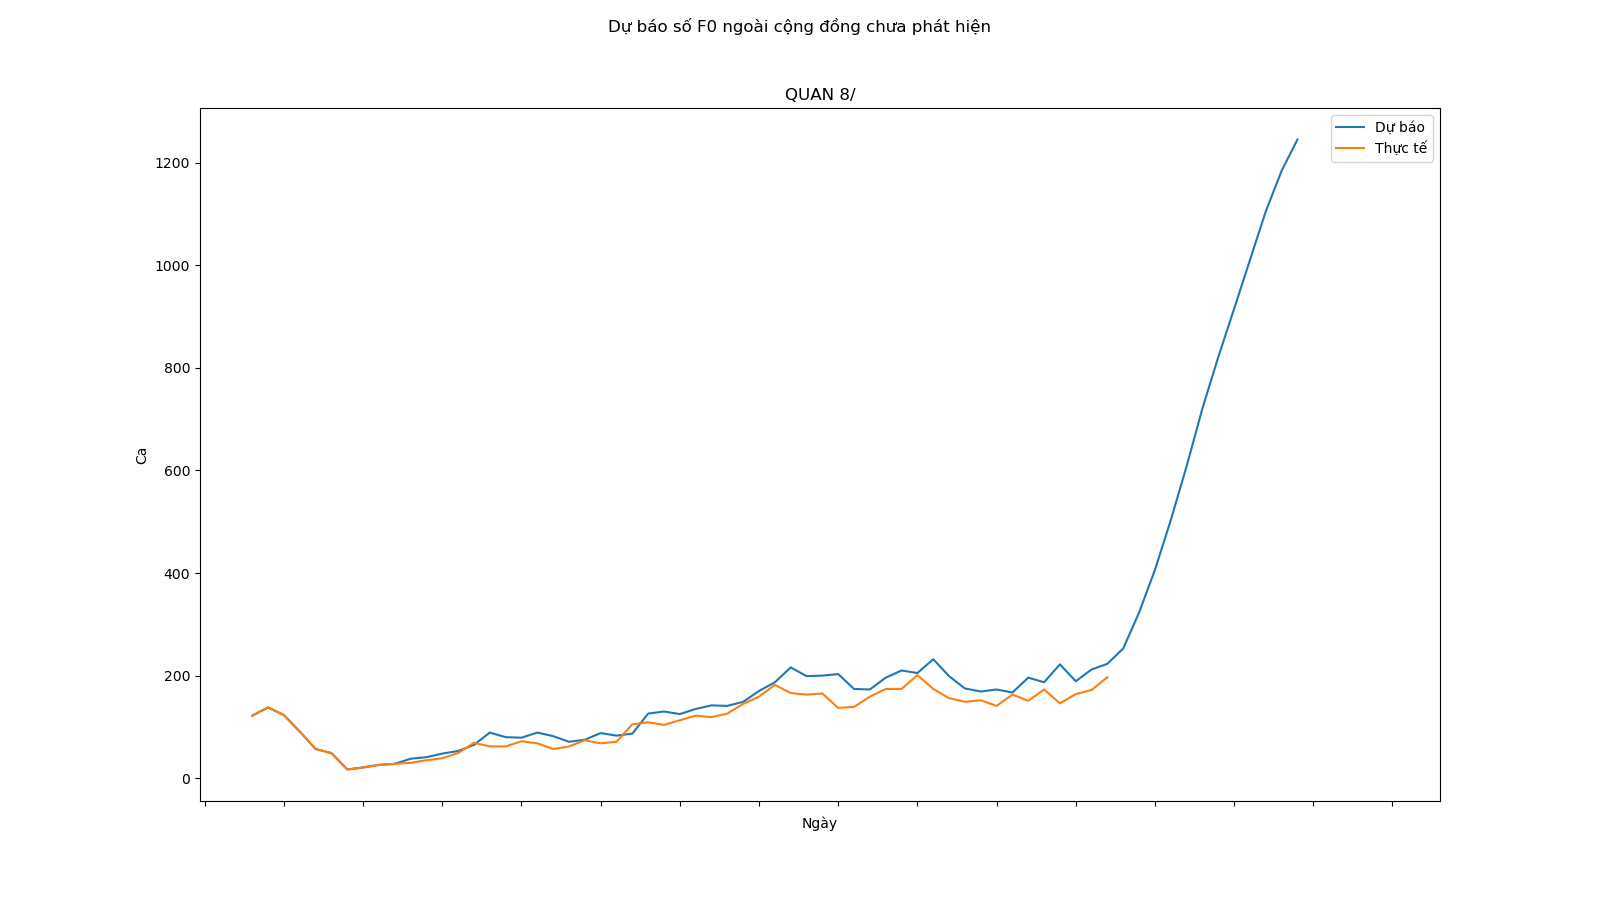 Dự báo số F0 ngoài cộng đồng chưa phát hiện
QUAN 8/
Dự báo
Thực tế
1200
1000
800
600
400
200
0
Ca
Ngày